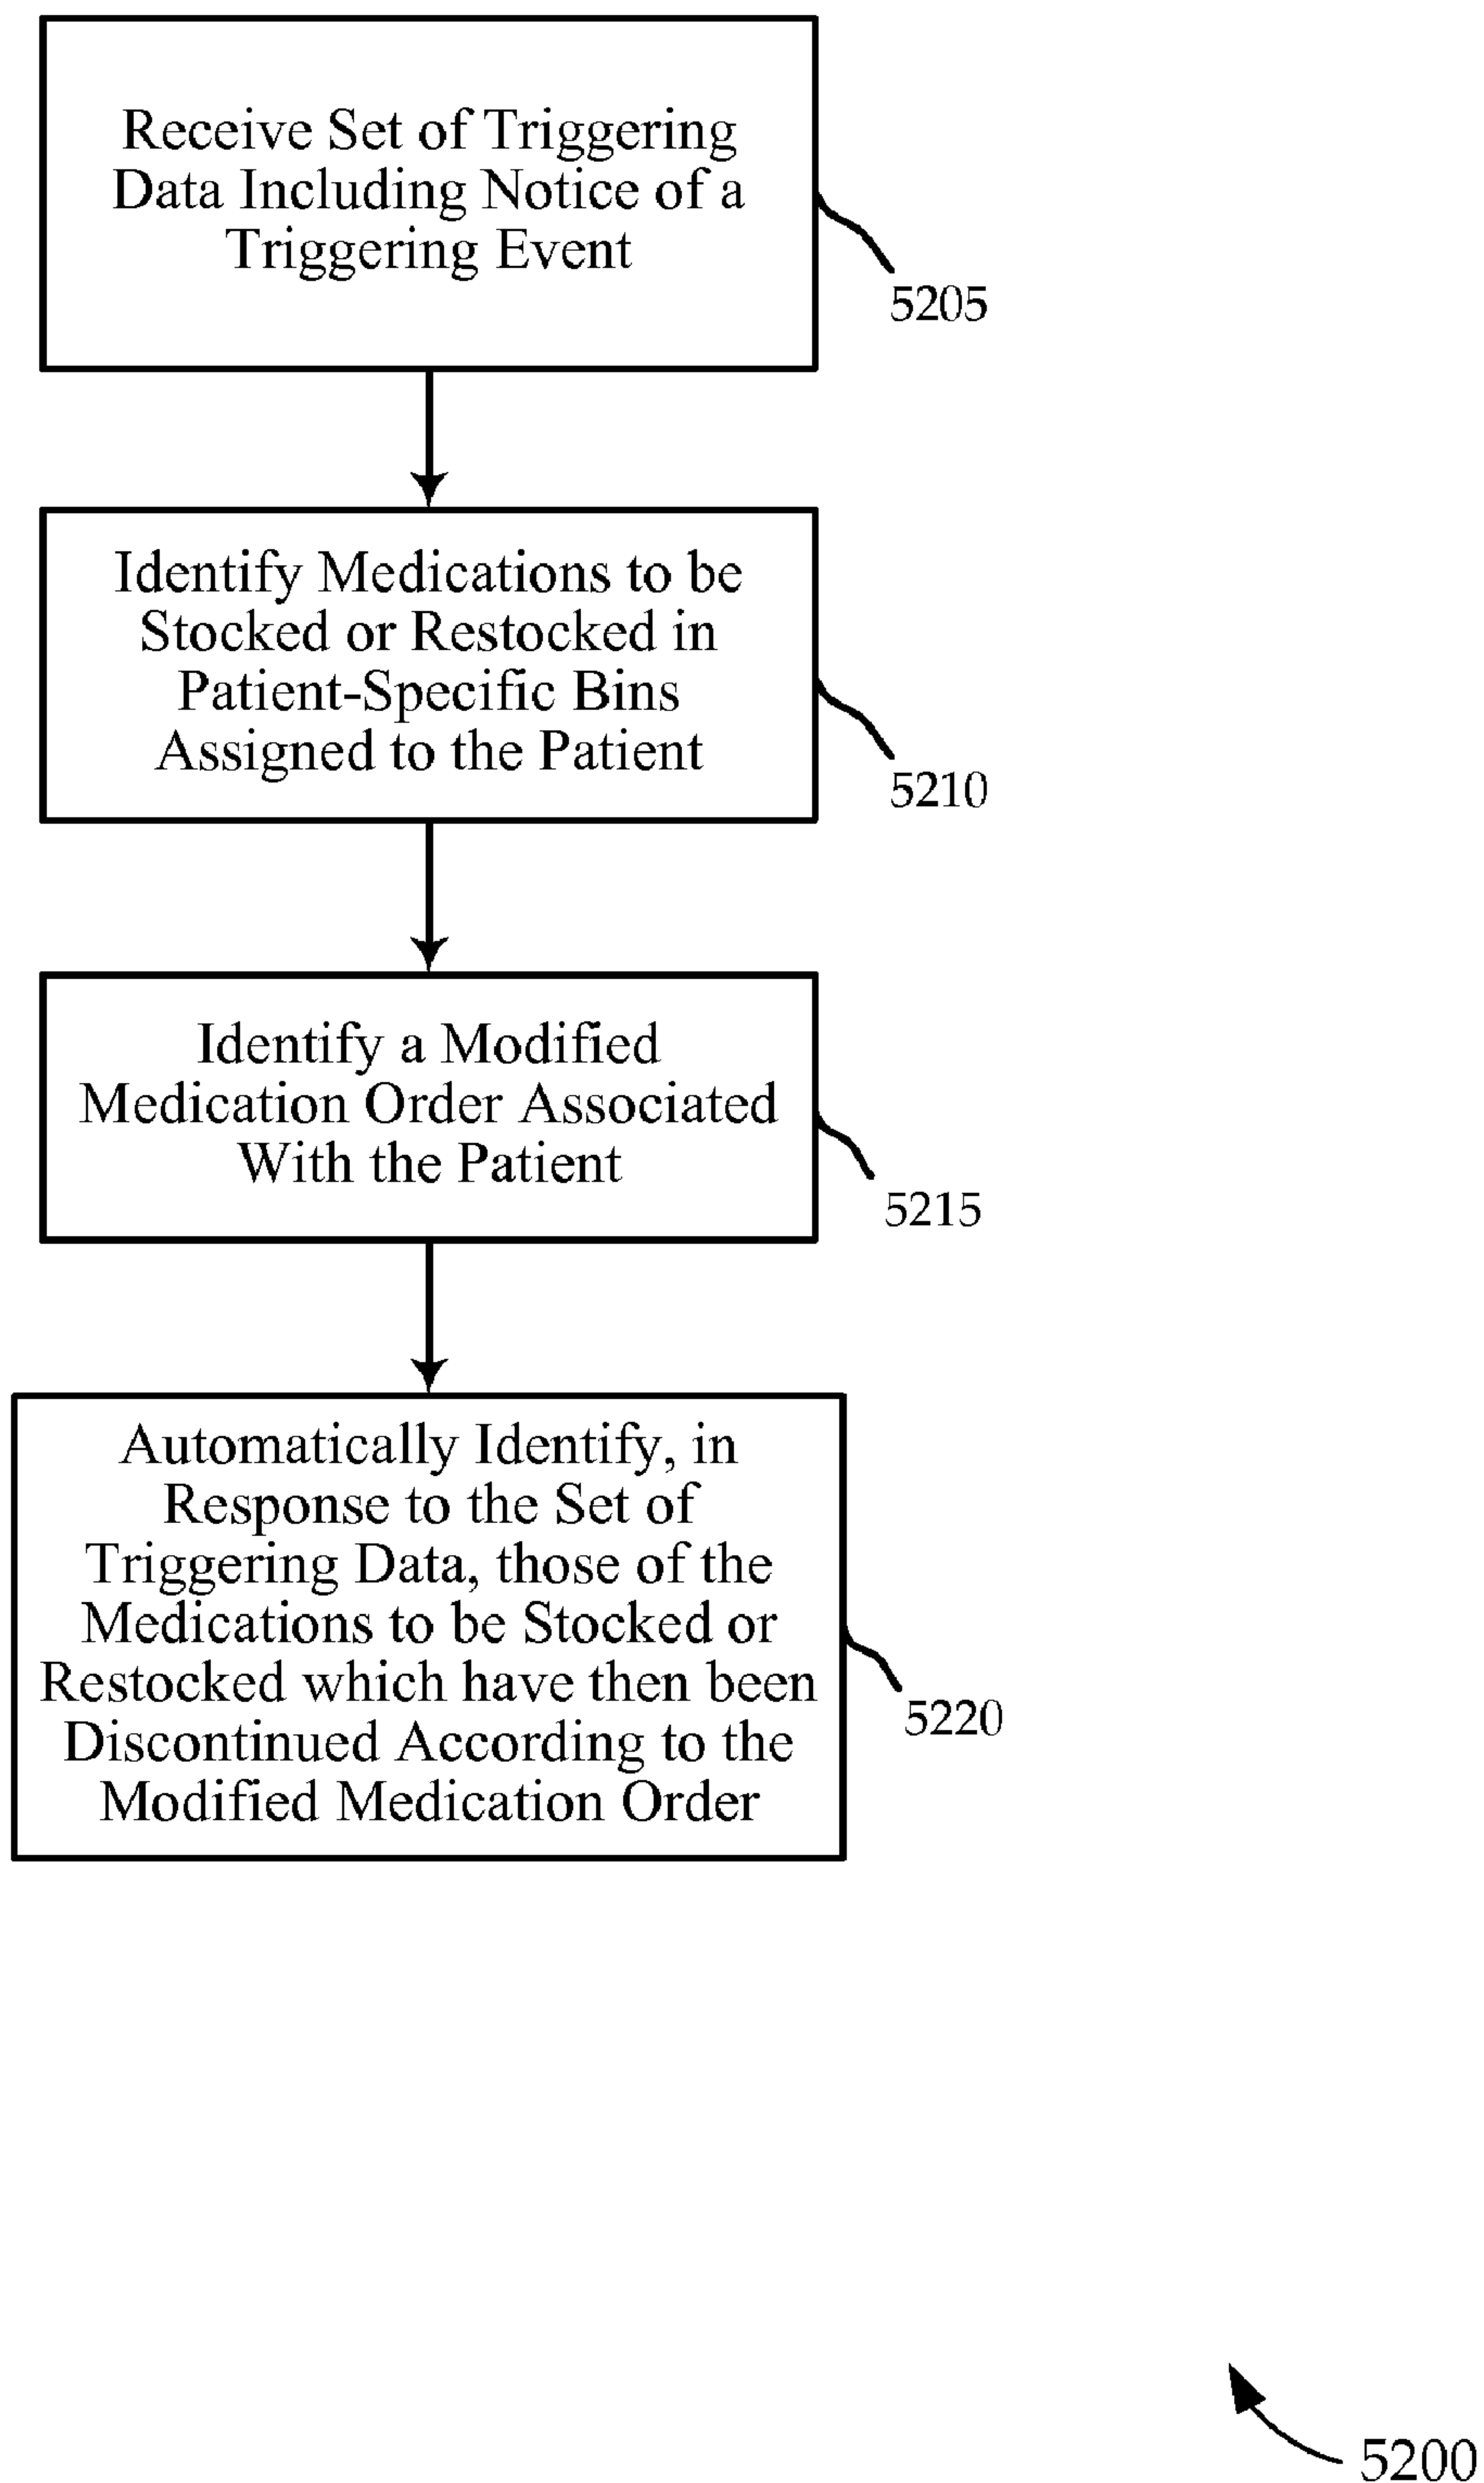 Receive Set of Triggering
Data Including Notice of a
Triggering Event
5205
Identify Medications to be
Stocked or Restocked in
Patient-Specific Bins
Assigned to the Patient
5210
Identify a Modified
Medication Order Associated
With the Patient
5215
Automatically Identify, in
Response to the Set of
Triggering Data, those of the
Medications to be Stocked or
Restocked which have then been
Discontinued According to the
Modified Medication Order
5220
5200